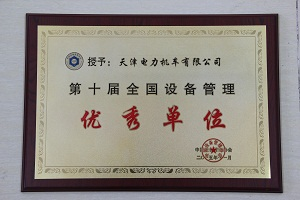 授予：天津电力机车有限公司
第十届全国设备管理
优秀单位